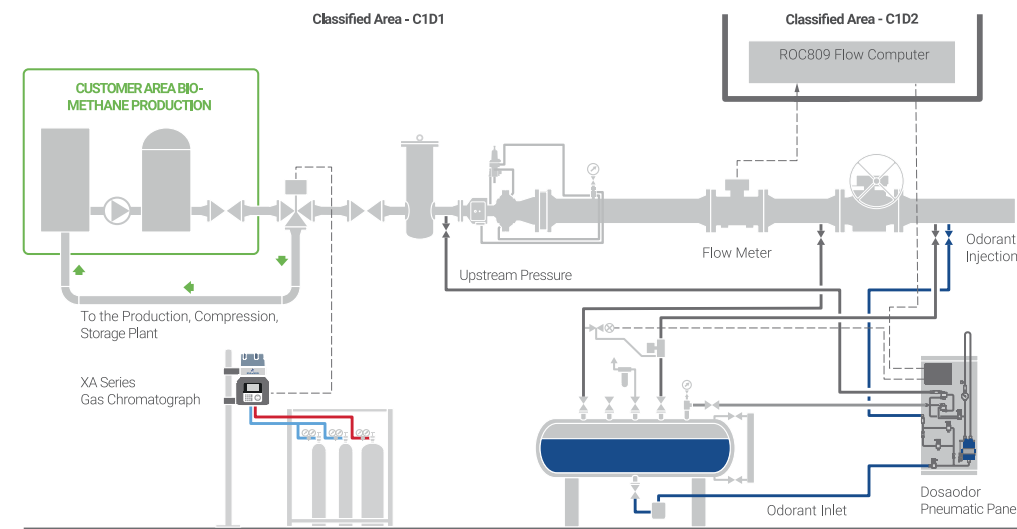 Classified Area - C1D1
Classified Area - C1D2
ROC809 Flow Computer
CUSTOMER AREA BIO-
METHANE PRODUCTION
Flow Meter
Odorant
Injection
Upstream Pressure
To the Production, Compression,
Storage Plant
XA Series
Gas Chromatograph
Odorant Inlet
Dosaodor
Pneumatic Pane